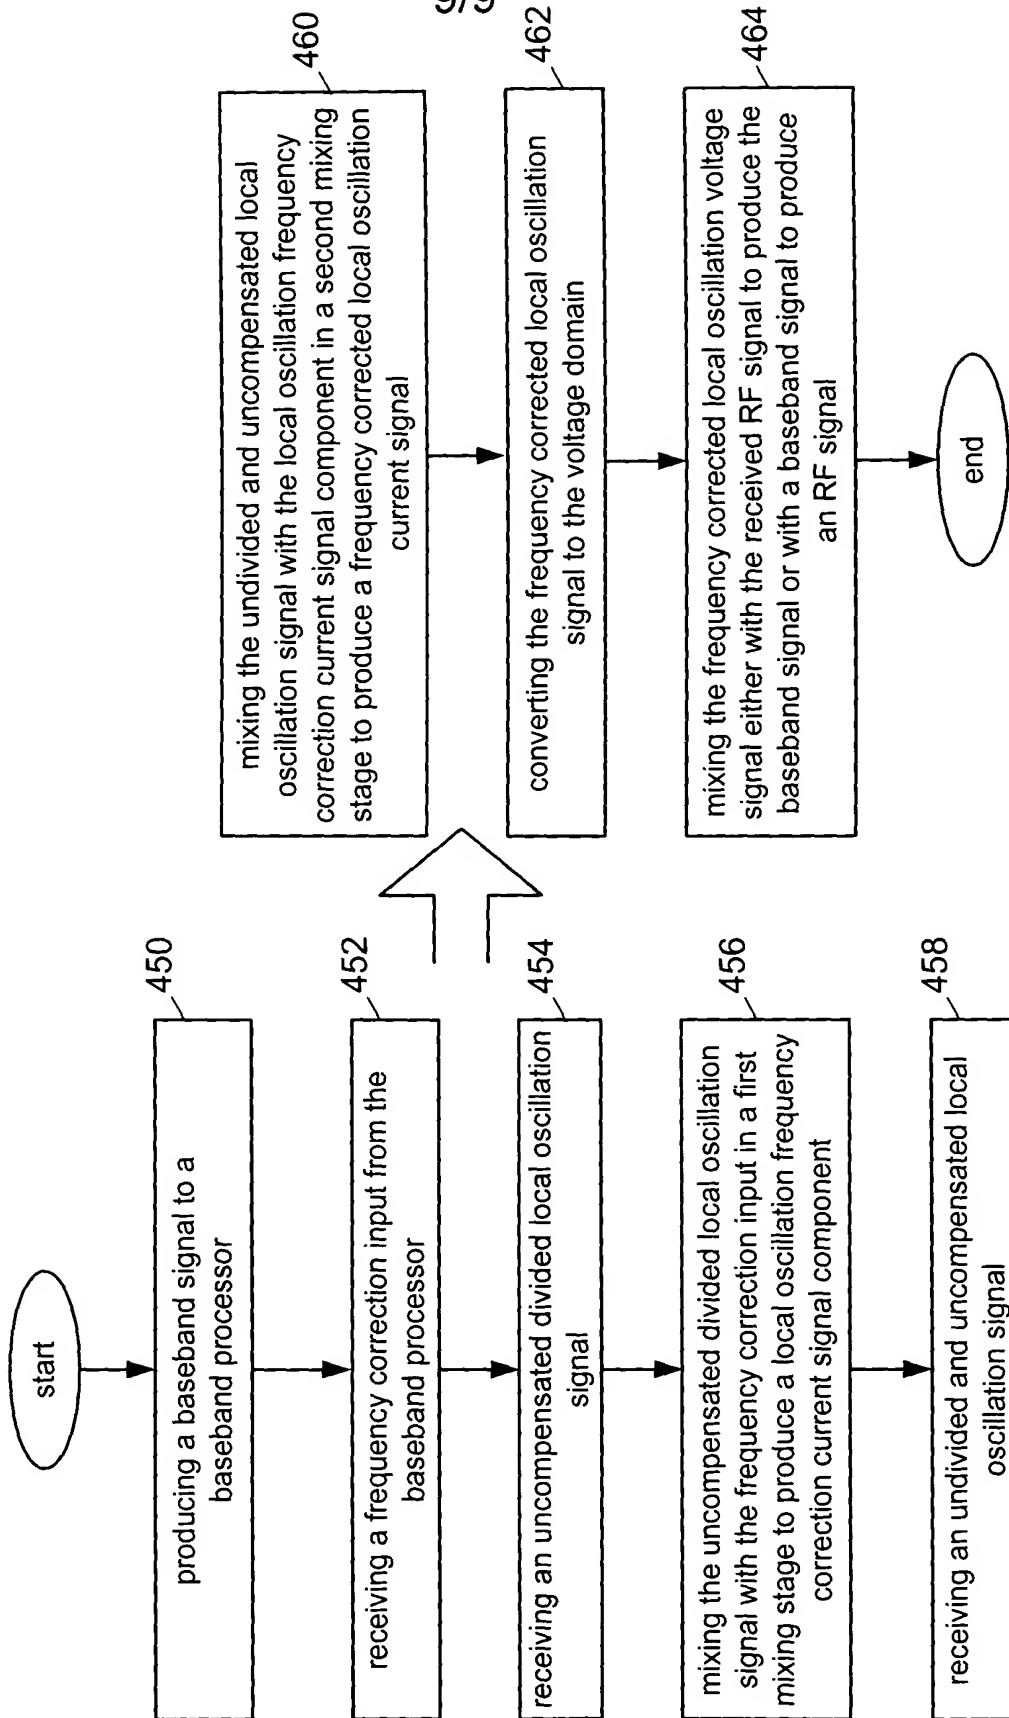 9/9
start
450
producing a baseband signal to a
baseband processor
452
receiving a frequency correction input from the
baseband processor
454
receiving an uncompensated divided local oscillation
signal
456
mixing the uncompensated divided local oscillation
signal with the frequency correction input in a first
mixing stage to produce a local oscillation frequency
correction current signal component
458
receiving an undivided and uncompensated local
oscillation signal
460
mixing the undivided and uncompensated local
oscillation signal with the local oscillation frequency
correction current signal component in a second mixing
stage to produce a frequency corrected local oscillation
current signal
462
converting the frequency corrected local oscillation
signal to the voltage domain
464
mixing the frequency corrected local oscillation voltage
signal either with the received RF signal to produce the
baseband signal or with a baseband signal to produce
an RF signal
end